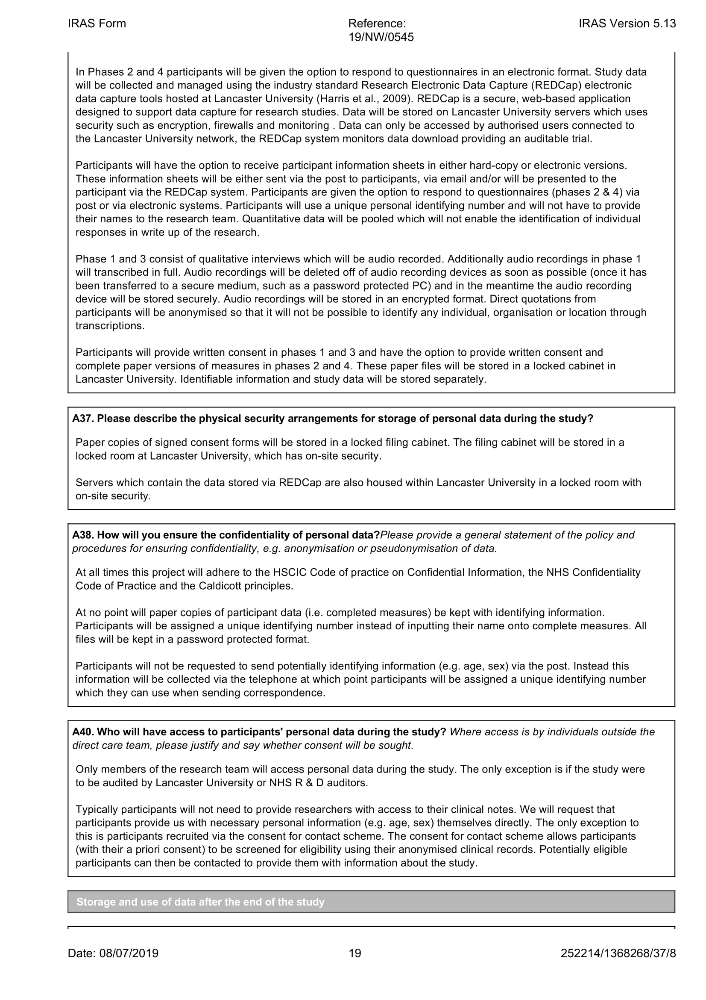 IRAS Form
Reference:
19/NW/0545
IRAS Version 5.13
In Phases 2 and 4 participants will be given the option to respond to questionnaires in an electronic format. Study data
will be collected and managed using the industry standard Research Electronic Data Capture (REDCap) electronic
data capture tools hosted at Lancaster University (Harris et al., 2009). REDCap is a secure, web-based application
designed to support data capture for research studies. Data will be stored on Lancaster University servers which uses
security such as encryption, firewalls and monitoring . Data can only be accessed by authorised users connected to
the Lancaster University network, the REDCap system monitors data download providing an auditable trial.
Participants will have the option to receive participant information sheets in either hard-copy or electronic versions.
These information sheets will be either sent via the post to participants, via email and/or will be presented to the
participant via the REDCap system. Participants are given the option to respond to questionnaires (phases 2 & 4) via
post or via electronic systems. Participants will use a unique personal identifying number and will not have to provide
their names to the research team. Quantitative data will be pooled which will not enable the identification of individual
responses in write up of the research.
Phase 1 and 3 consist of qualitative interviews which will be audio recorded. Additionally audio recordings in phase 1
will transcribed in full. Audio recordings will be deleted off of audio recording devices as soon as possible (once it has
been transferred to a secure medium, such as a password protected PC) and in the meantime the audio recording
device will be stored securely. Audio recordings will be stored in an encrypted format. Direct quotations from
participants will be anonymised so that it will not be possible to identify any individual, organisation or location through
transcriptions.
Participants will provide written consent in phases 1 and 3 and have the option to provide written consent and
complete paper versions of measures in phases 2 and 4. These paper files will be stored in a locked cabinet in
Lancaster University. Identifiable information and study data will be stored separately.
A37. Please describe the physical security arrangements for storage of personal data during the study?
Paper copies of signed consent forms will be stored in a locked filing cabinet. The filing cabinet will be stored in a
locked room at Lancaster University, which has on-site security.
Servers which contain the data stored via REDCap are also housed within Lancaster University in a locked room with
on-site security.
A38. How will you ensure the confidentiality of personal data?Please provide a general statement of the policy and
procedures for ensuring confidentiality, e.g. anonymisation or pseudonymisation of data.
At all times this project will adhere to the HSCIC Code of practice on Confidential Information, the NHS Confidentiality
Code of Practice and the Caldicott principles.
At no point will paper copies of participant data (i.e. completed measures) be kept with identifying information.
Participants will be assigned a unique identifying number instead of inputting their name onto complete measures. All
files will be kept in a password protected format.
Participants will not be requested to send potentially identifying information (e.g. age, sex) via the post. Instead this
information will be collected via the telephone at which point participants will be assigned a unique identifying number
which they can use when sending correspondence.
A40. Who will have access to participants' personal data during the study? Where access is by individuals outside the
direct care team, please justify and say whether consent will be sought.
Only members of the research team will access personal data during the study. The only exception is if the study were
to be audited by Lancaster University or NHS R & D auditors.
Typically participants will not need to provide researchers with access to their clinical notes. We will request that
participants provide us with necessary personal information (e.g. age, sex) themselves directly. The only exception to
this is participants recruited via the consent for contact scheme. The consent for contact scheme allows participants
(with their a priori consent) to be screened for eligibility using their anonymised clinical records. Potentially eligible
participants can then be contacted to provide them with information about the study.
Storage and use of data after the end of the study
Date: 08/07/2019
19
252214/1368268/37/8